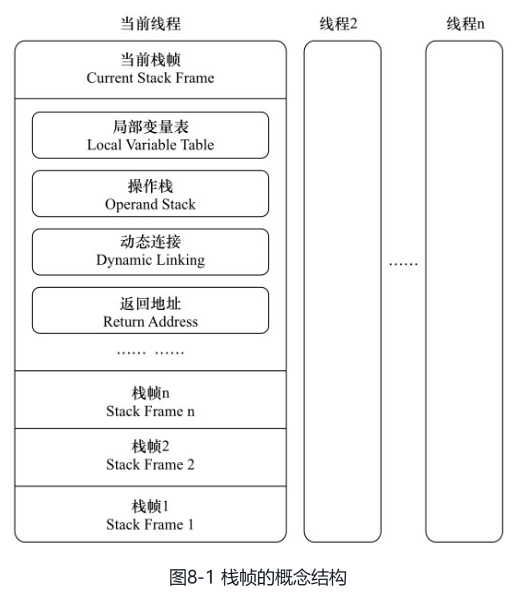 当前线程
线程2
线程n
当前栈帧
Current Stack Frame
局部变量表
Local Variable Table
操作栈
Operand Stack
动态连接
Dynamic Linking
返回地址
Return Address
…… ……
……
栈帧n
Stack Frame n
栈帧2
Stack Frame 2
栈帧1
Stack Frame 1
图8-1 栈帧的概念结构